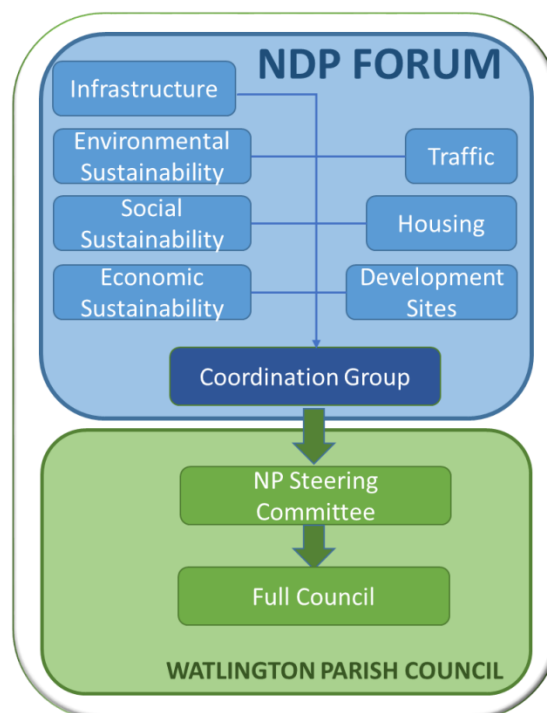 NDP FORUM
Infrastructure
Environmental
Sustainability
Traffic
Social
Sustainability
Housing
Economic
Sustainability
Development
Sites
Coordination Group
NP Steering
Committee
Full Council
WATLINGTON PARISH COUNCIL